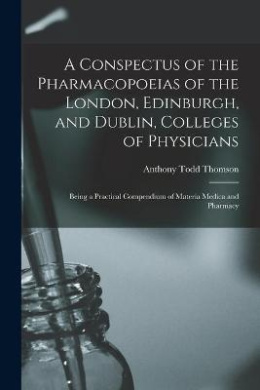 A Conspectus of the
Pharmacopoeias of the
London, Edinburgh,
and Dublin, Colleges
of Physicians
Anthony Todd Thomson
Being a Practical Compendium of Materia Medica and
Pharmacy